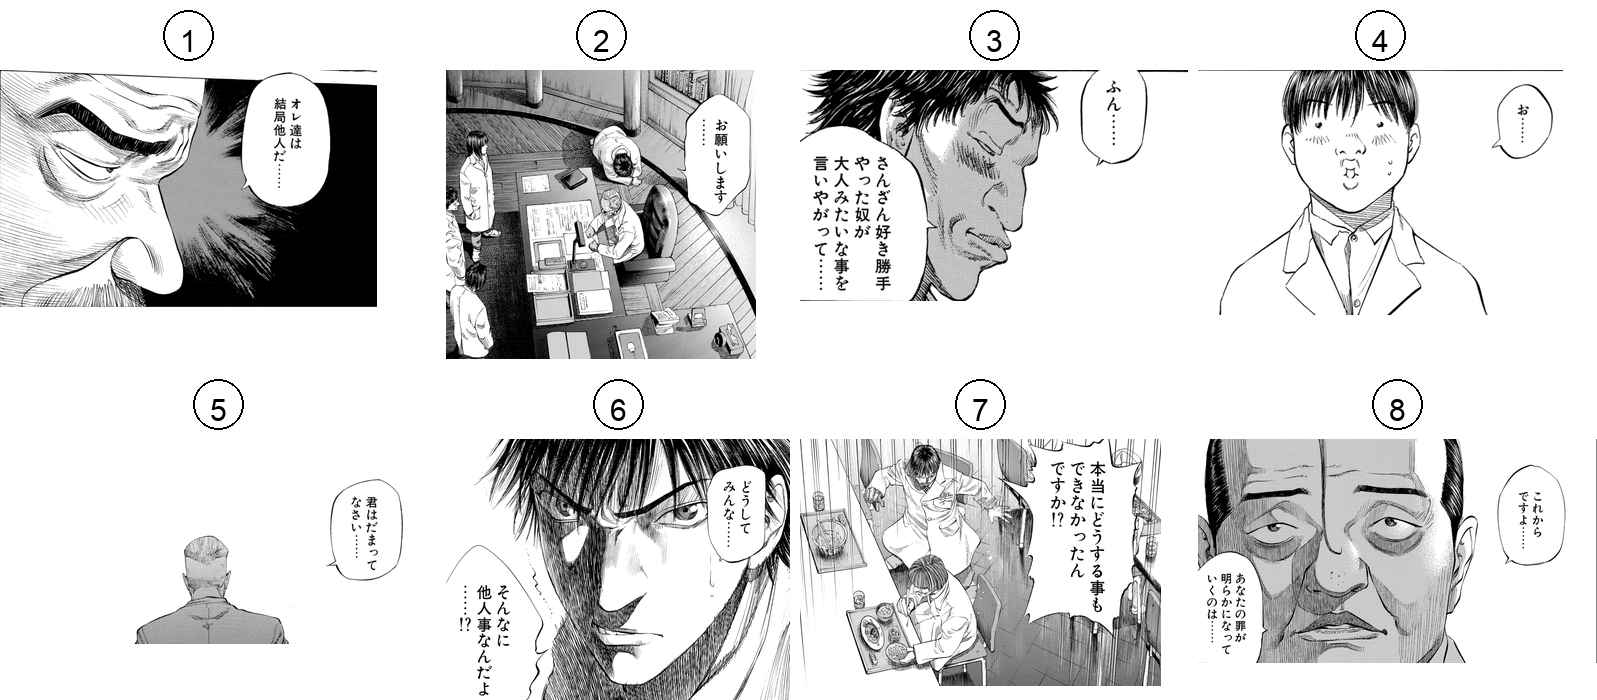 1
オレ達は
結局他人だ……
2
お願いします
……
3
ふん……
さんざん好き勝手
やった奴が
大人みたいな事を
言いやがって……
4
お……
5
君はだまって
なさい……
6
どうして
みんな……
そんなに
他人事なんだよ
……!?
7
本当にどうする事も
できなかったん
ですか!?
8
これから
ですよ……
あなたの罪が
明らかになって
いくのは……